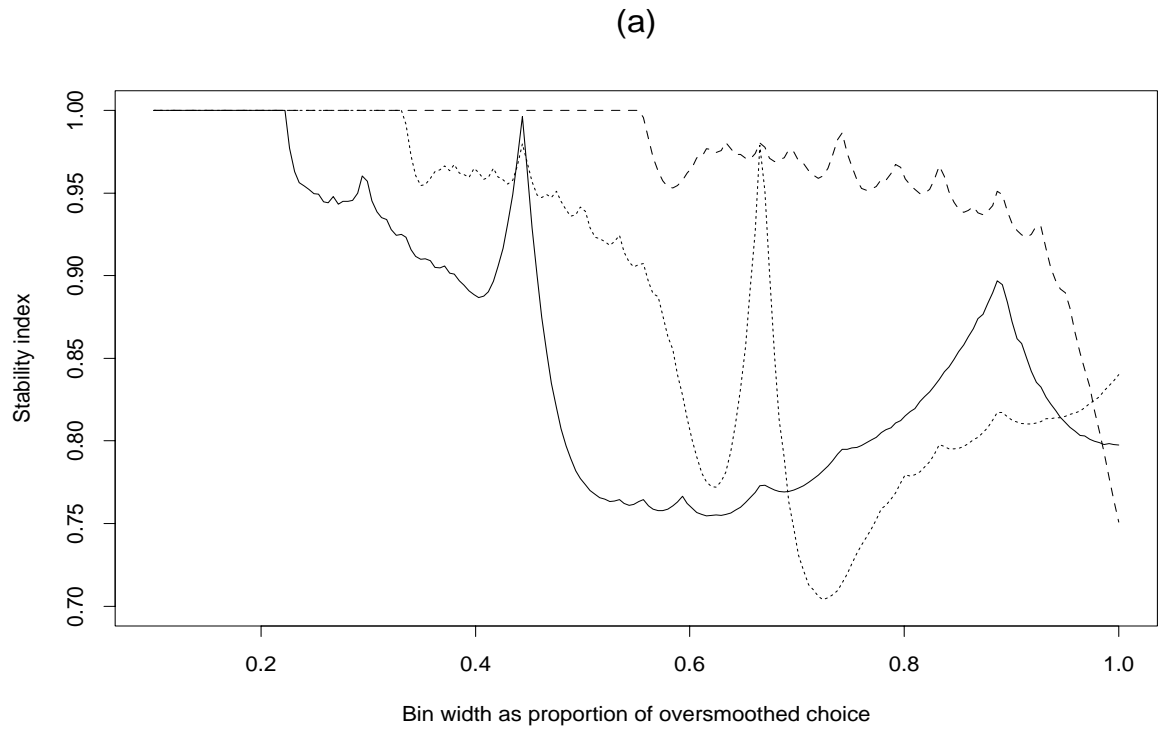 (a)
Stability index
1.00
0.95
0.90
0.85
0.80
0.75
0.70
0.2 0.4 0.6 0.8 1.0
Bin width as proportion of oversmoothed choice